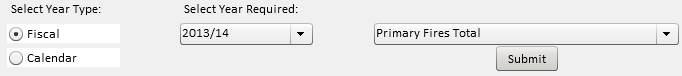 Select Year Type:
Select Year Required:
Fiscal
2013/14
Primary Fires Total
Calendar
Submit